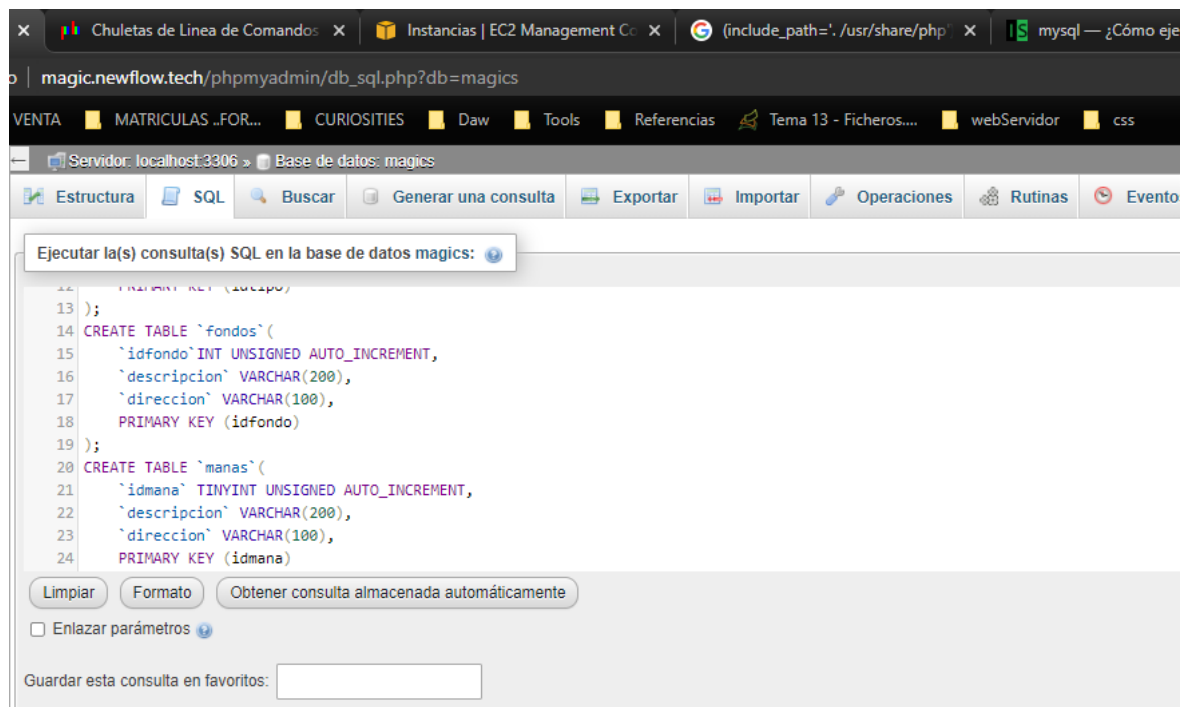 Chuletas de Linea de Comandos
Instancias | EC2 Management Co
(include_path='. /usr/share/php')
mysql — ¿Cómo eje
magic.newflow.tech/phpmyadmin/db_sql.php?db=magics
VENTA MATRICULAS ..FOR... CURIOSITIES Daw Tools Referencias Tema 13 - Ficheros.... webServidor css
Servidor: localhost:3306 » Base de datos: magics
Estructura SQL Buscar Generar una consulta Exportar Importar Operaciones Rutinas Evento
Ejecutar la(s) consulta(s) SQL en la base de datos magics:
12 PRIMARY KEY (idtipo)
13 );
14 CREATE TABLE `fondos`(
15 `idfondo`INT UNSIGNED AUTO_INCREMENT,
16 `descripcion` VARCHAR(200),
17 `direccion` VARCHAR(100),
18 PRIMARY KEY (idfondo)
19 );
20 CREATE TABLE `manas`(
21 `idmana` TINYINT UNSIGNED AUTO_INCREMENT,
22 `descripcion` VARCHAR(200),
23 `direccion` VARCHAR(100),
24 PRIMARY KEY (idmana)
Limpiar Formato Obtener consulta almacenada automáticamente
Enlazar parámetros
Guardar esta consulta en favoritos: